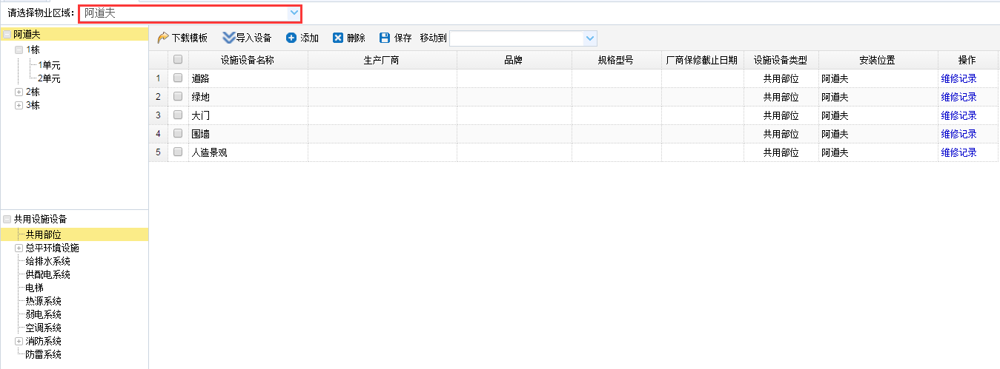 请选择物业区域： 阿道夫
阿道夫
1栋
1单元
2单元
2栋
3栋
共用设施设备
共用部位
总平环境设施
给排水系统
供配电系统
电梯
热源系统
弱电系统
空调系统
消防系统
防雷系统
下载模板 导入设备 添加 删除 保存 移动到
设施设备名称 生产厂商 品牌 规格型号 厂商保修截止日期 设施设备类型 安装位置 操作
1 道路 共用部位 阿道夫 维修记录
2 绿地 共用部位 阿道夫 维修记录
3 大门 共用部位 阿道夫 维修记录
4 围墙 共用部位 阿道夫 维修记录
5 人造景观 共用部位 阿道夫 维修记录